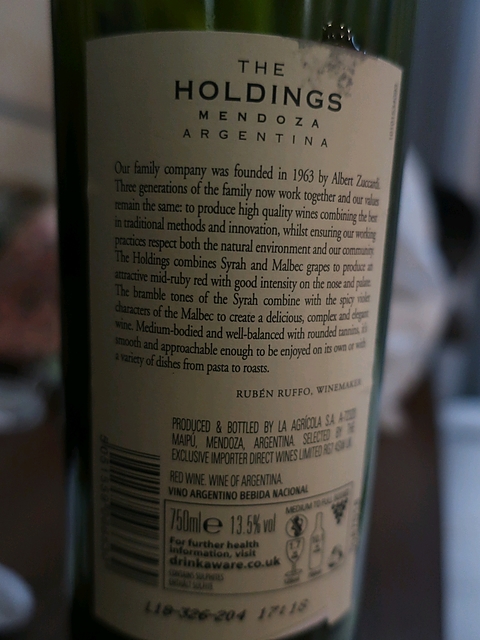 THE
HOLDINGS
MENDOZA
ARGENTINA
Our family company was founded in 1963 by Albert Zuccardi.
Three generations of the family now work together and our values
remain the same: to produce high quality wines combining the best
in traditional methods and innovation, whilst ensuring our working
practices respect both the natural environment and our community.
The Holdings combines Syrah and Malbec grapes to produce an
attractive mid-ruby red with good intensity on the nose and palate.
The bramble tones of the Syrah combine with the spicy violet
characters of the Malbec to create a delicious, complex and elegant
wine. Medium-bodied and well-balanced with rounded tannins, it's
smooth and approachable enough to be enjoyed on its own or with
a variety of dishes from pasta to roasts.
RUBÉN RUFFO, WINEMAKER
PRODUCED & BOTTLED BY LA AGRÍCOLA S.A.
MAIPÚ, MENDOZA, ARGENTINA. SELECTED BY THE
EXCLUSIVE IMPORTER DIRECT WINES LIMITED
RED WINE. WINE OF ARGENTINA.
VINO ARGENTINO BEBIDA NACIONAL
MEDIUM TO FULL
750ml e 13.5% vol
For further health
information, visit
drinkaware.co.uk
L18-326-204 17:18